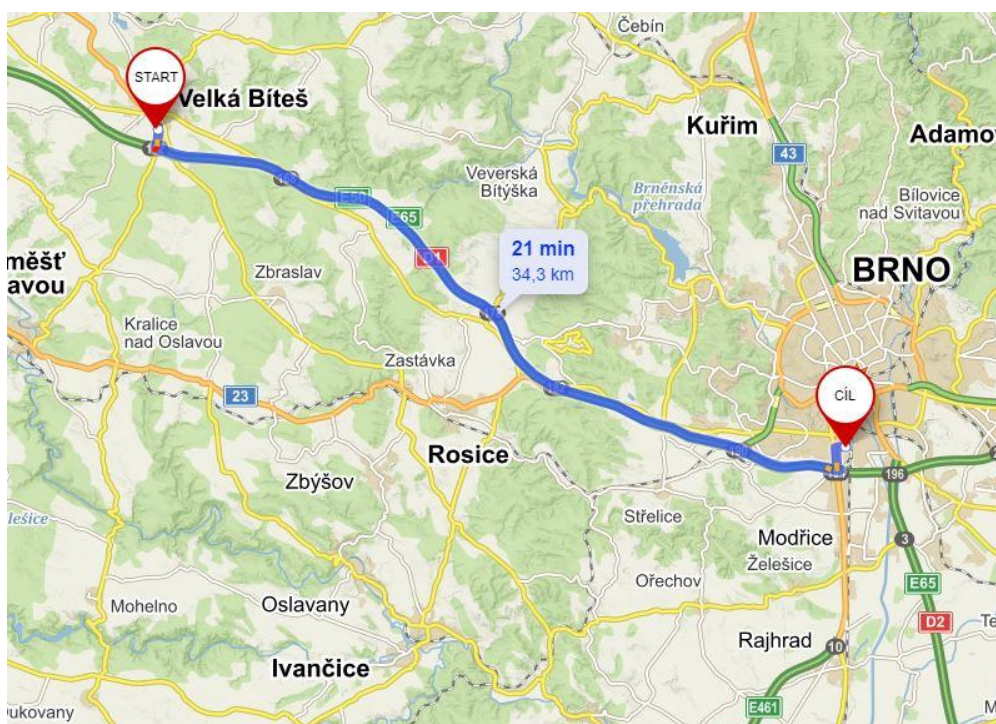 Čebín
START
Velká Bíteš
Kuřim
Adamo
43
Veverská
Bítýška
Brněnská
přehrada
Bílovice
nad Svitavou
E50
E65
D1
21 min
34,3 km
BRNO
měšť
avou
Zbraslav
Kralice
nad Oslavou
Zastávka
CÍL
23
Rosice
Zbýšov
196
Střelice
Modřice
Želešice
3
Ořechov
E65
D2
Mohelno
Oslavany
Rajhrad
10
Ivančice
E461
ukovany